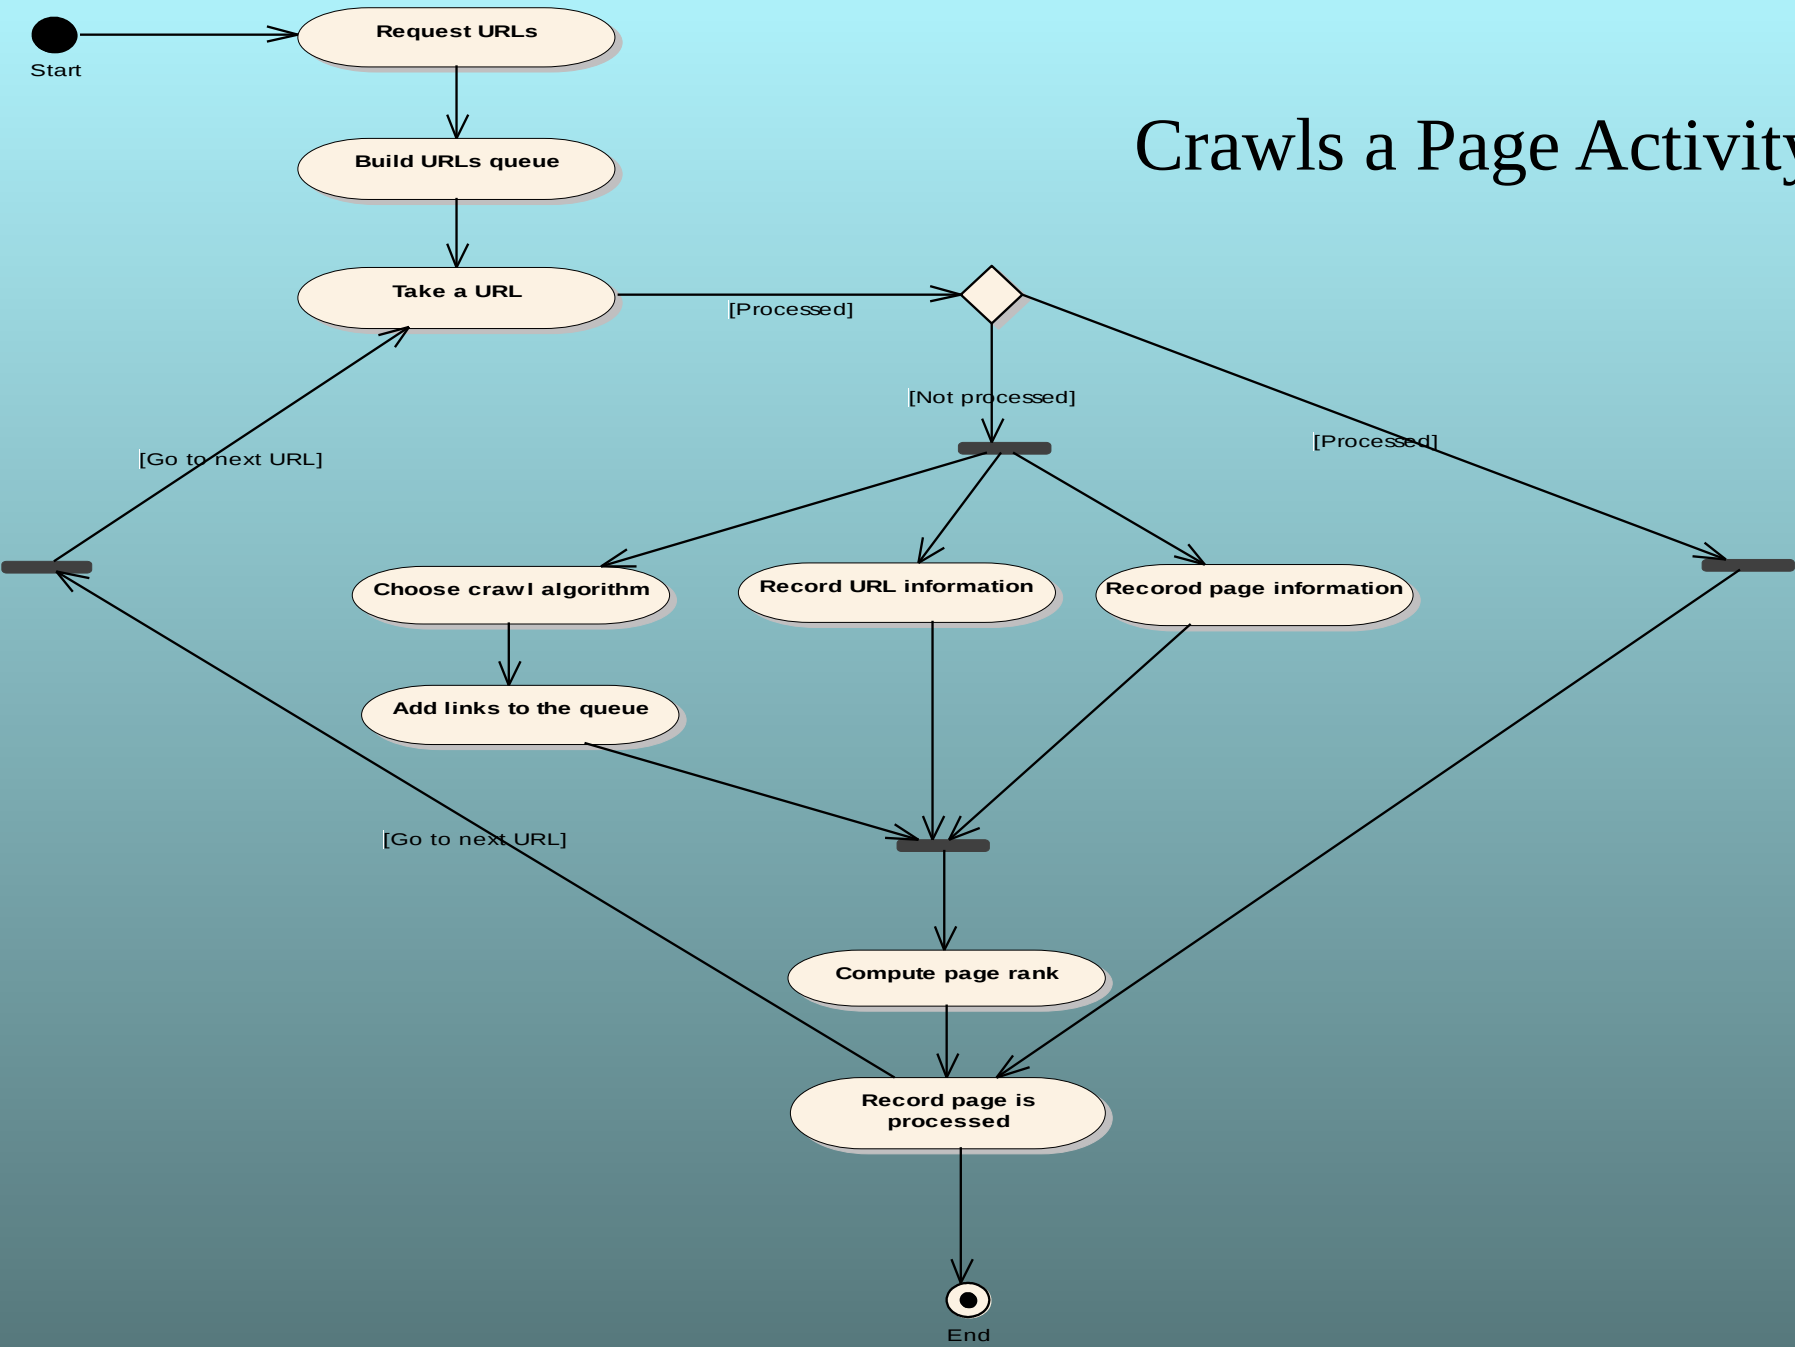 Request URLs
Start
Crawls a Page Activity
Build URLs queue
Take a URL
[Processed]
[Not processed]
[Processed]
[Go to next URL]
Choose crawl algorithm
Record URL information
Recorod page information
Add links to the queue
[Go to next URL]
Compute page rank
Record page is
processed
End